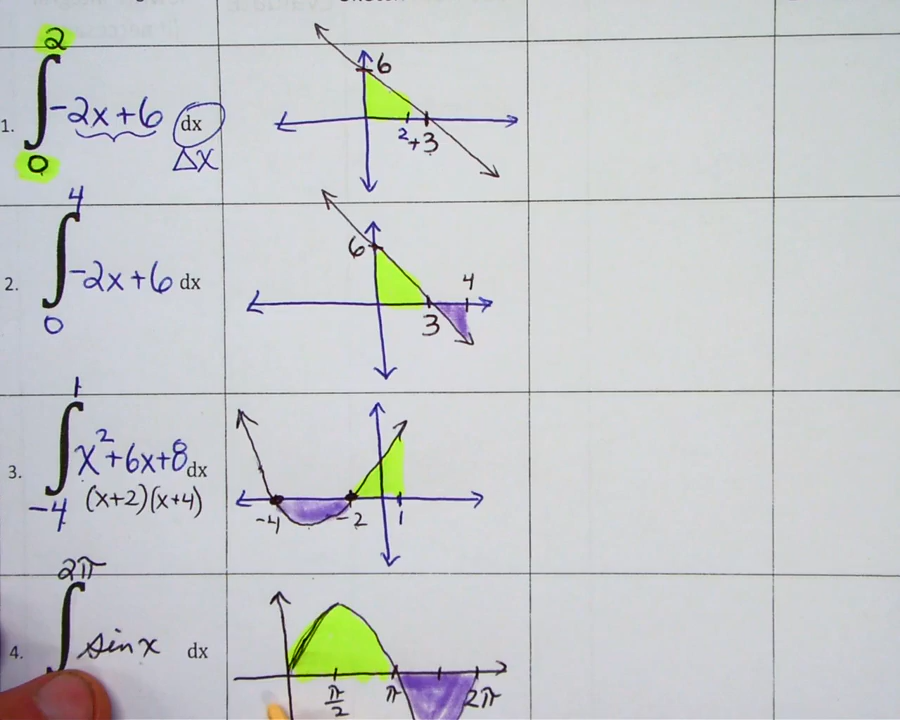 1. ∫ 2 0 -2x+6 dx
Δx
6
2 +3
2. ∫ 4 0 -2x+6 dx
6
4
3
3. ∫ 1 -4 x²+6x+8 dx
(x+2)(x+4)
-4 -2 1
4. ∫ 2π sin x dx
π/2 π 2π